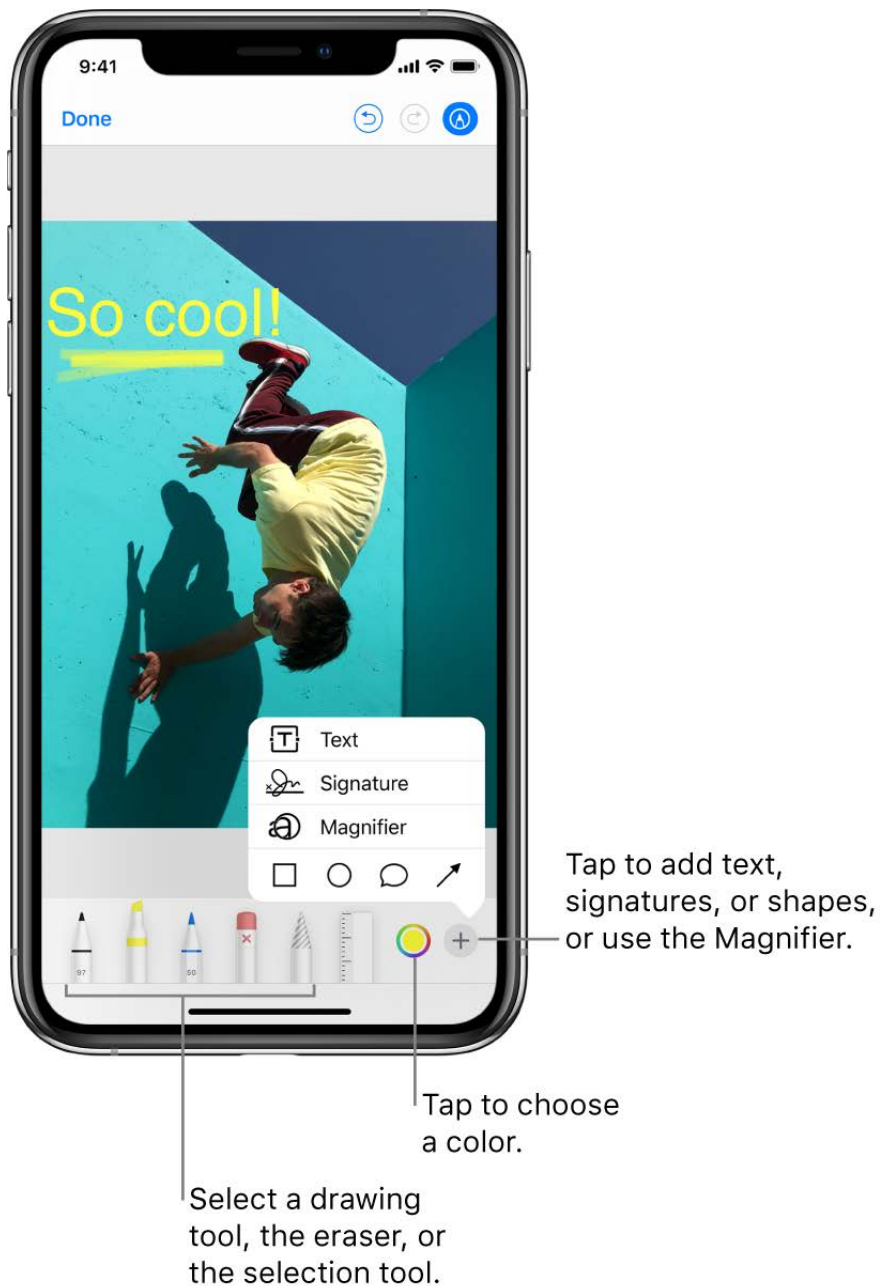 9:41
Done
So cool!
Text
Signature
Magnifier
97
50
Tap to add text,
signatures, or shapes,
or use the Magnifier.
Tap to choose
a color.
Select a drawing
tool, the eraser, or
the selection tool.